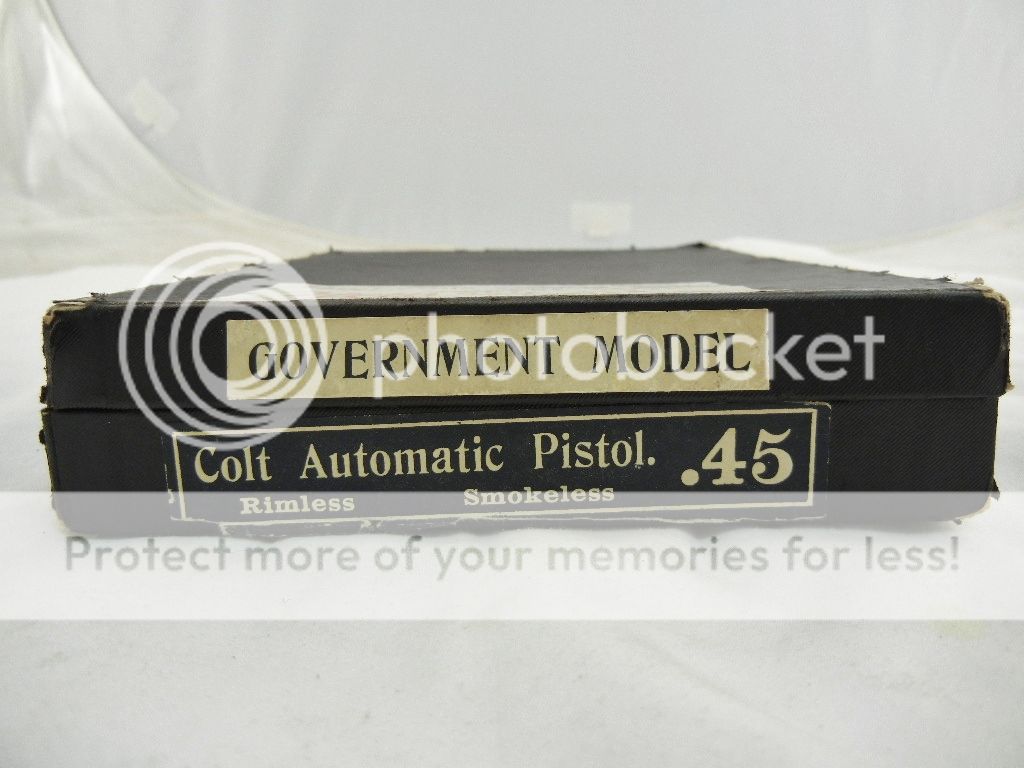 GOVERNMENT MODEL
photobucket
Colt Automatic Pistol. .45
Rimless Smokeless
Protect more of your memories for less!